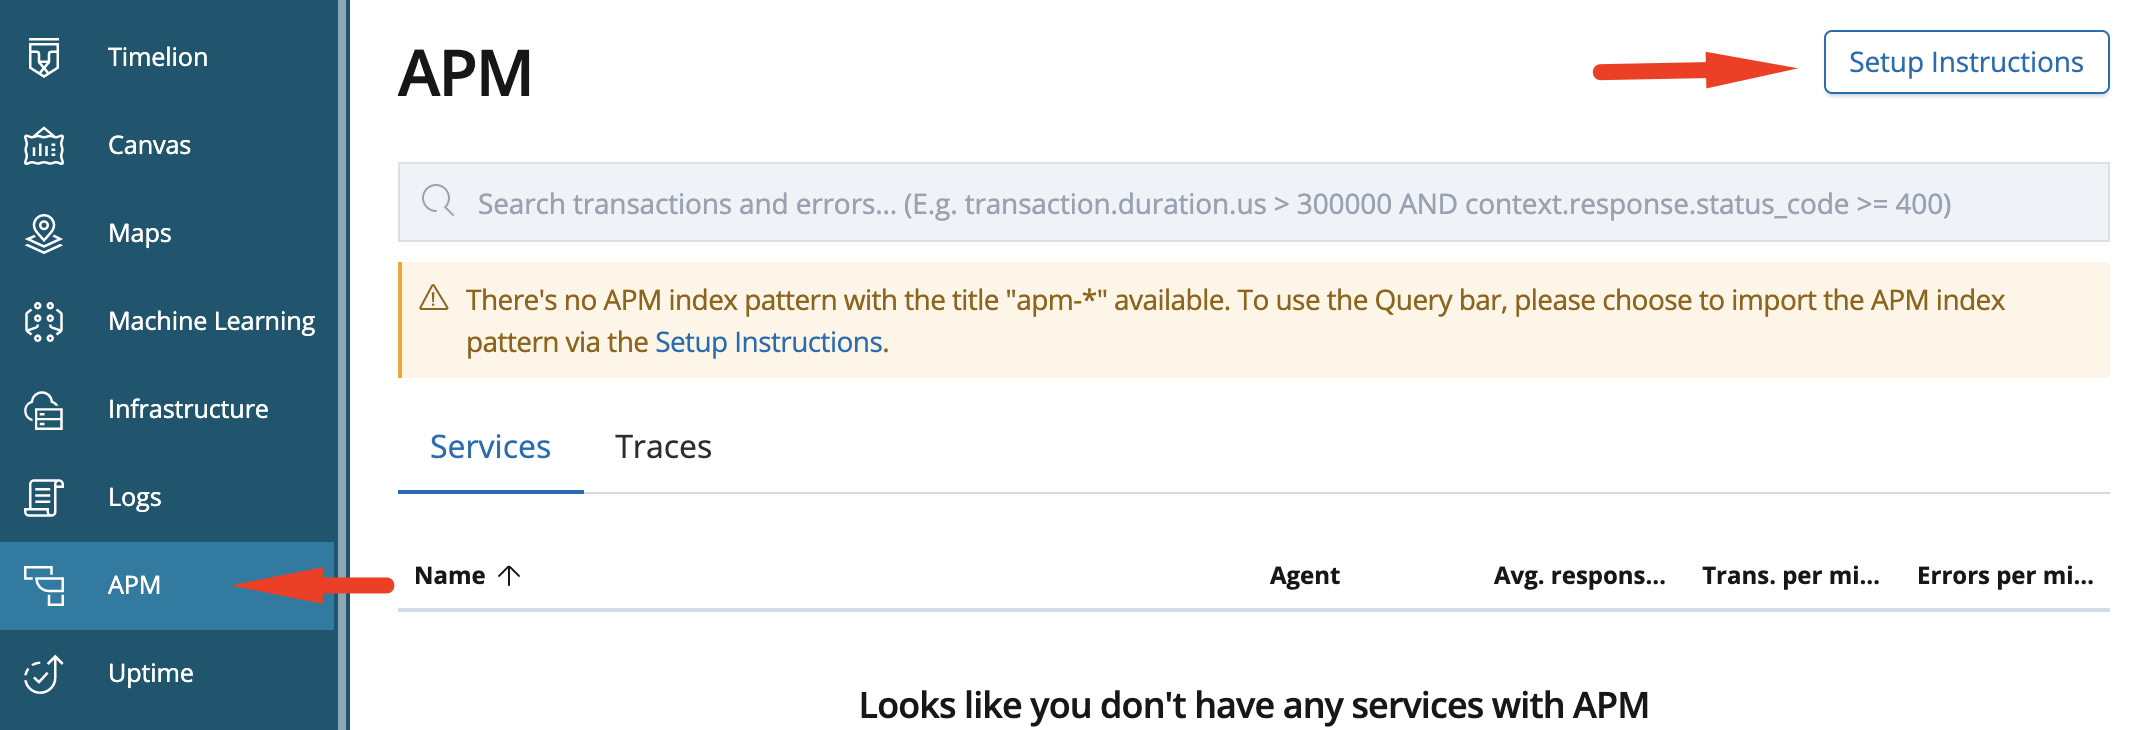 Timelion
Canvas
Maps
Machine Learning
Infrastructure
Logs
APM
Uptime
APM
Setup Instructions
Search transactions and errors... (E.g. transaction.duration.us > 300000 AND context.response.status_code >= 400)
There's no APM index pattern with the title "apm-*" available. To use the Query bar, please choose to import the APM index
pattern via the Setup Instructions.
Services Traces
Name Agent Avg. respons... Trans. per mi... Errors per mi...
Looks like you don't have any services with APM